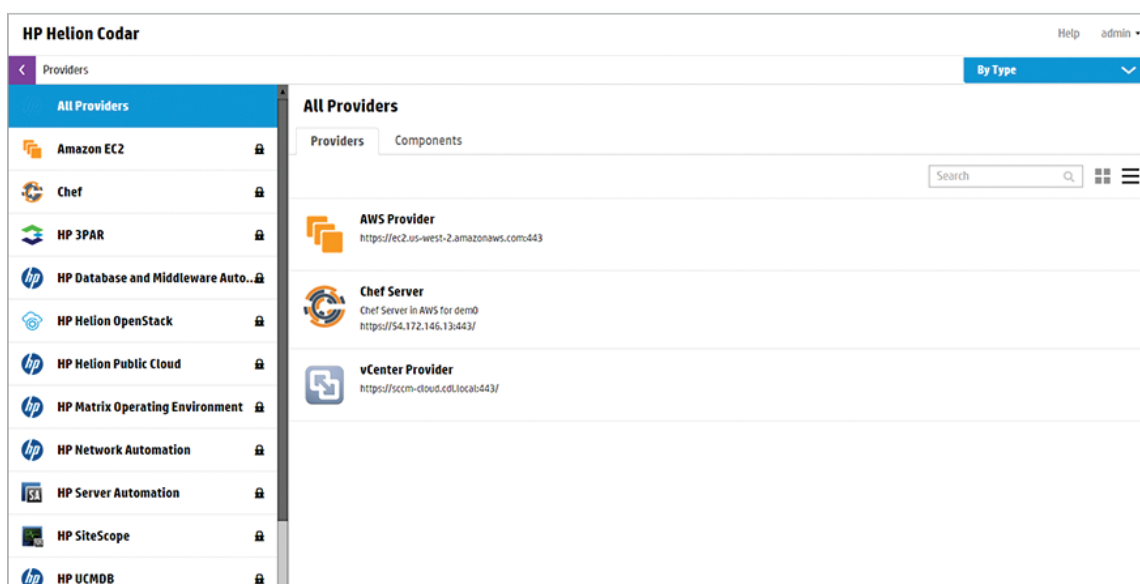 HP Helion Codar
Help admin
Providers
By Type
All Providers
Amazon EC2
Chef
HP 3PAR
HP Database and Middleware Auto...
HP Helion OpenStack
HP Helion Public Cloud
HP Matrix Operating Environment
HP Network Automation
HP Server Automation
HP SiteScope
HP UCMDB
All Providers
Providers Components
Search
AWS Provider
https://ec2.us-west-2.amazonaws.com:443
Chef Server
Chef Server in AWS for dem0
https://54.172.146.13:443/
vCenter Provider
https://sccm-cloud.cdl.local:443/